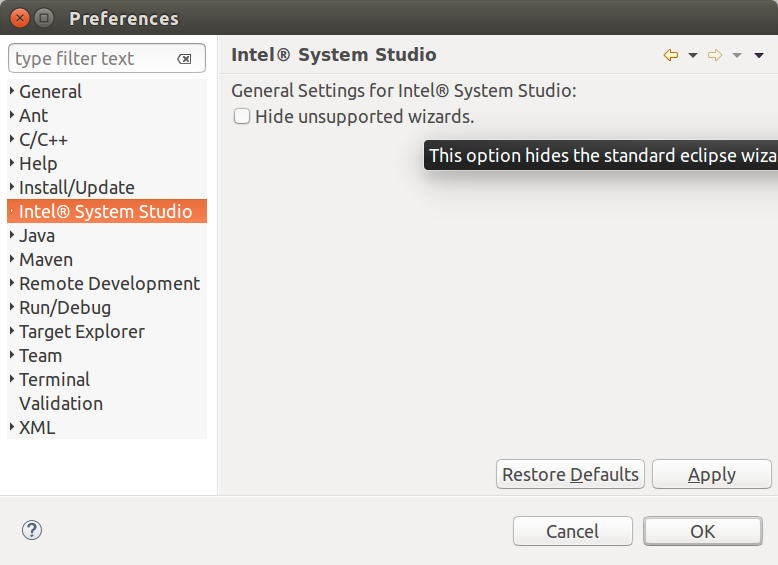 Preferences
type filter text
General
Ant
C/C++
Help
Install/Update
Intel® System Studio
Java
Maven
Remote Development
Run/Debug
Target Explorer
Team
Terminal
Validation
XML
Intel® System Studio
General Settings for Intel® System Studio:
Hide unsupported wizards.
This option hides the standard eclipse wiza
Restore Defaults
Apply
?
Cancel
OK